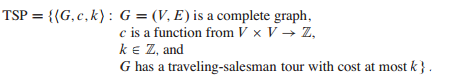 TSP = {⟨G, c, k⟩ : G = (V, E) is a complete graph,
c is a function from V × V → ℤ,
k ∈ ℤ, and
G has a traveling-salesman tour with cost at most k} .